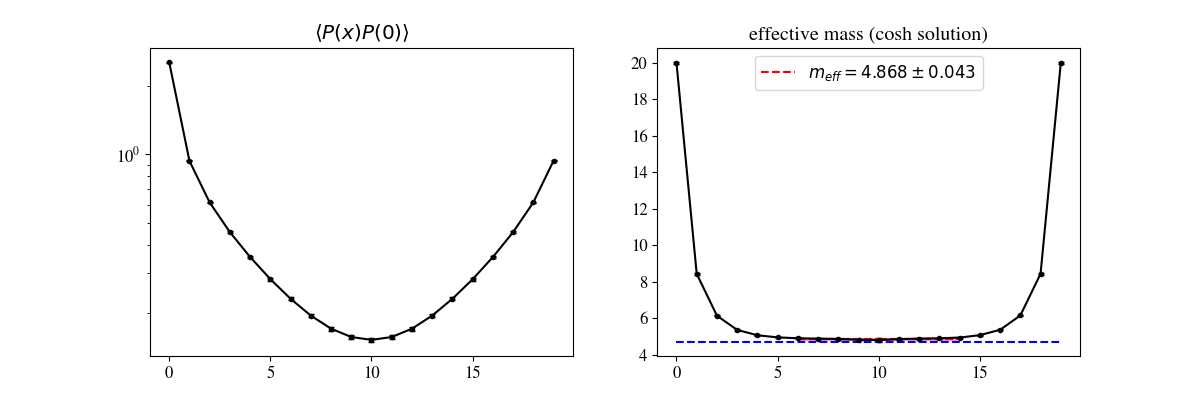 ⟨P(x)P(0)⟩
10⁰
0 5 10 15
effective mass (cosh solution)
m_eff = 4.868 ± 0.043
20
18
16
14
12
10
8
6
4
0 5 10 15